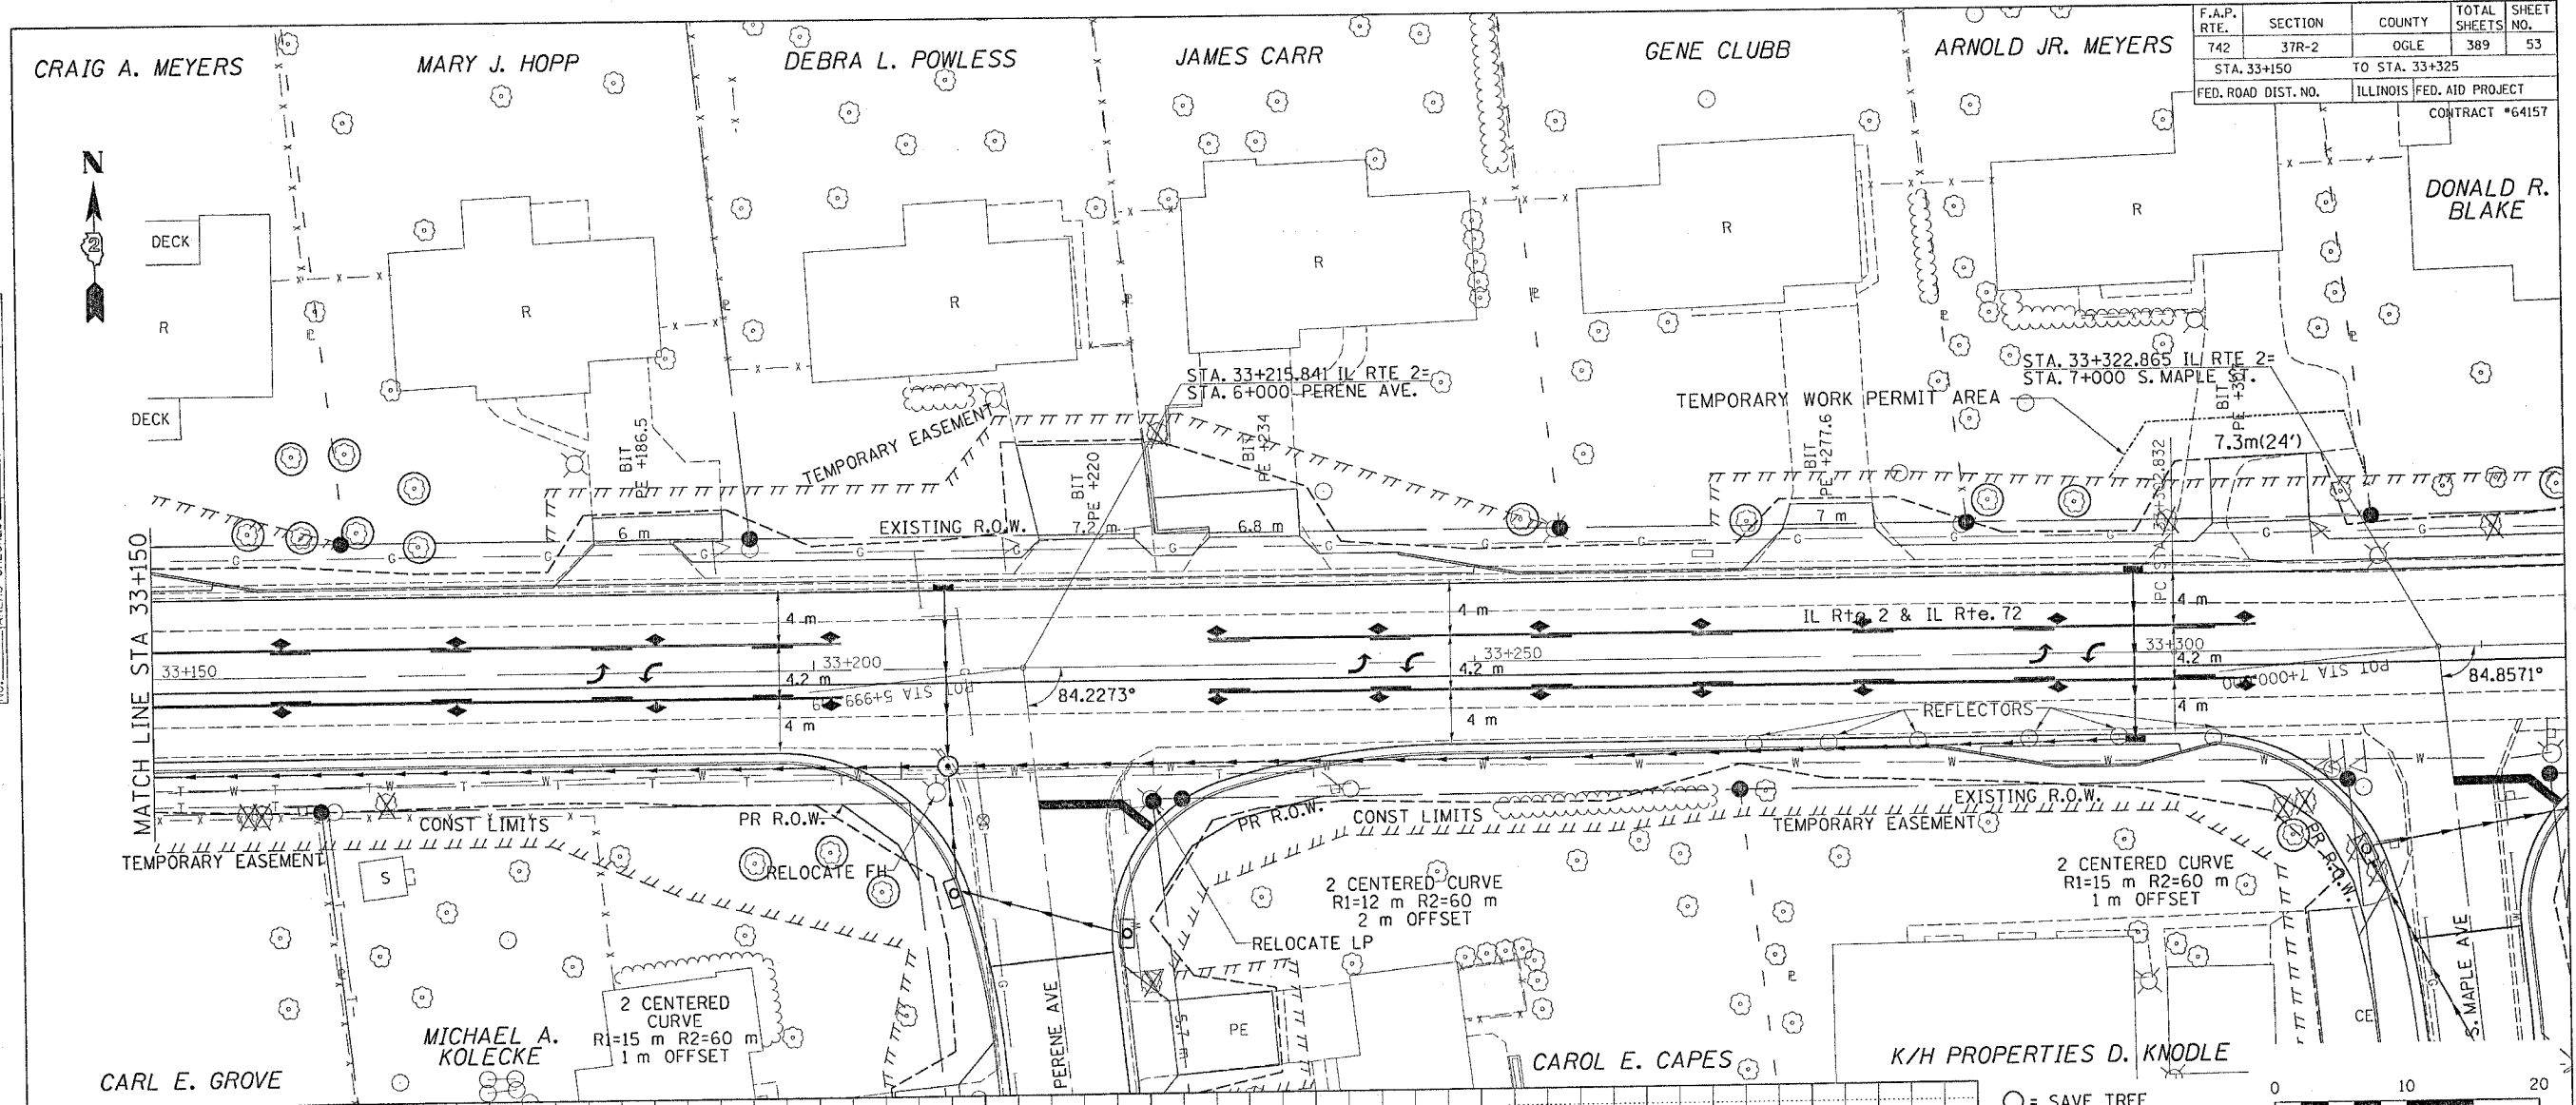 F.A.P. RTE. SECTION COUNTY TOTAL SHEETS SHEET NO.
742 37R-2 OGLE 389 53
STA. 33+150 TO STA. 33+325
FED. ROAD DIST. NO. ILLINOIS FED. AID PROJECT
CONTRACT #64157
CRAIG A. MEYERS
MARY J. HOPP
DEBRA L. POWLESS
JAMES CARR
GENE CLUBB
ARNOLD JR. MEYERS
DONALD R.
BLAKE
N
2
DECK
R
DECK
R
R
R
R
R
STA. 33+215.841 IL RTE 2=
STA. 6+000 PERENE AVE.
STA. 33+322.865 IL RTE 2=
STA. 7+000 S. MAPLE ST.
TEMPORARY WORK PERMIT AREA
TEMPORARY EASEMENT
BIT
PE +186.5
BIT
PE +220
BIT
PE +234
BIT
PE +277.6
BIT
7.3m(24')
6 m
EXISTING R.O.W.
7.2 m
6.8 m
7 m
G G G G G G G G G G G
MATCH LINE STA 33+150
4 m
4 m
4 m
IL Rte. 2 & IL Rte. 72
33+150
33+200
33+250
33+300
4.2 m
4.2 m
4.2 m
POT STA 7+000.000
84.2273°
84.8571°
4 m
4 m
4 m
REFLECTORS
CONST LIMITS
PR R.O.W.
PR R.O.W.
CONST LIMITS
EXISTING R.O.W.
TEMPORARY EASEMENT
TEMPORARY EASEMENT
PR R.O.W.
RELOCATE FH
S
2 CENTERED CURVE
R1=12 m R2=60 m
2 m OFFSET
2 CENTERED CURVE
R1=15 m R2=60 m
1 m OFFSET
RELOCATE LP
2 CENTERED
CURVE
R1=15 m R2=60 m
1 m OFFSET
MICHAEL A.
KOLECKE
CARL E. GROVE
PERENE AVE
5.7 m
PE
CAROL E. CAPES
K/H PROPERTIES D. KNODLE
CE
S. MAPLE AVE
= SAVE TREE
0 10 20